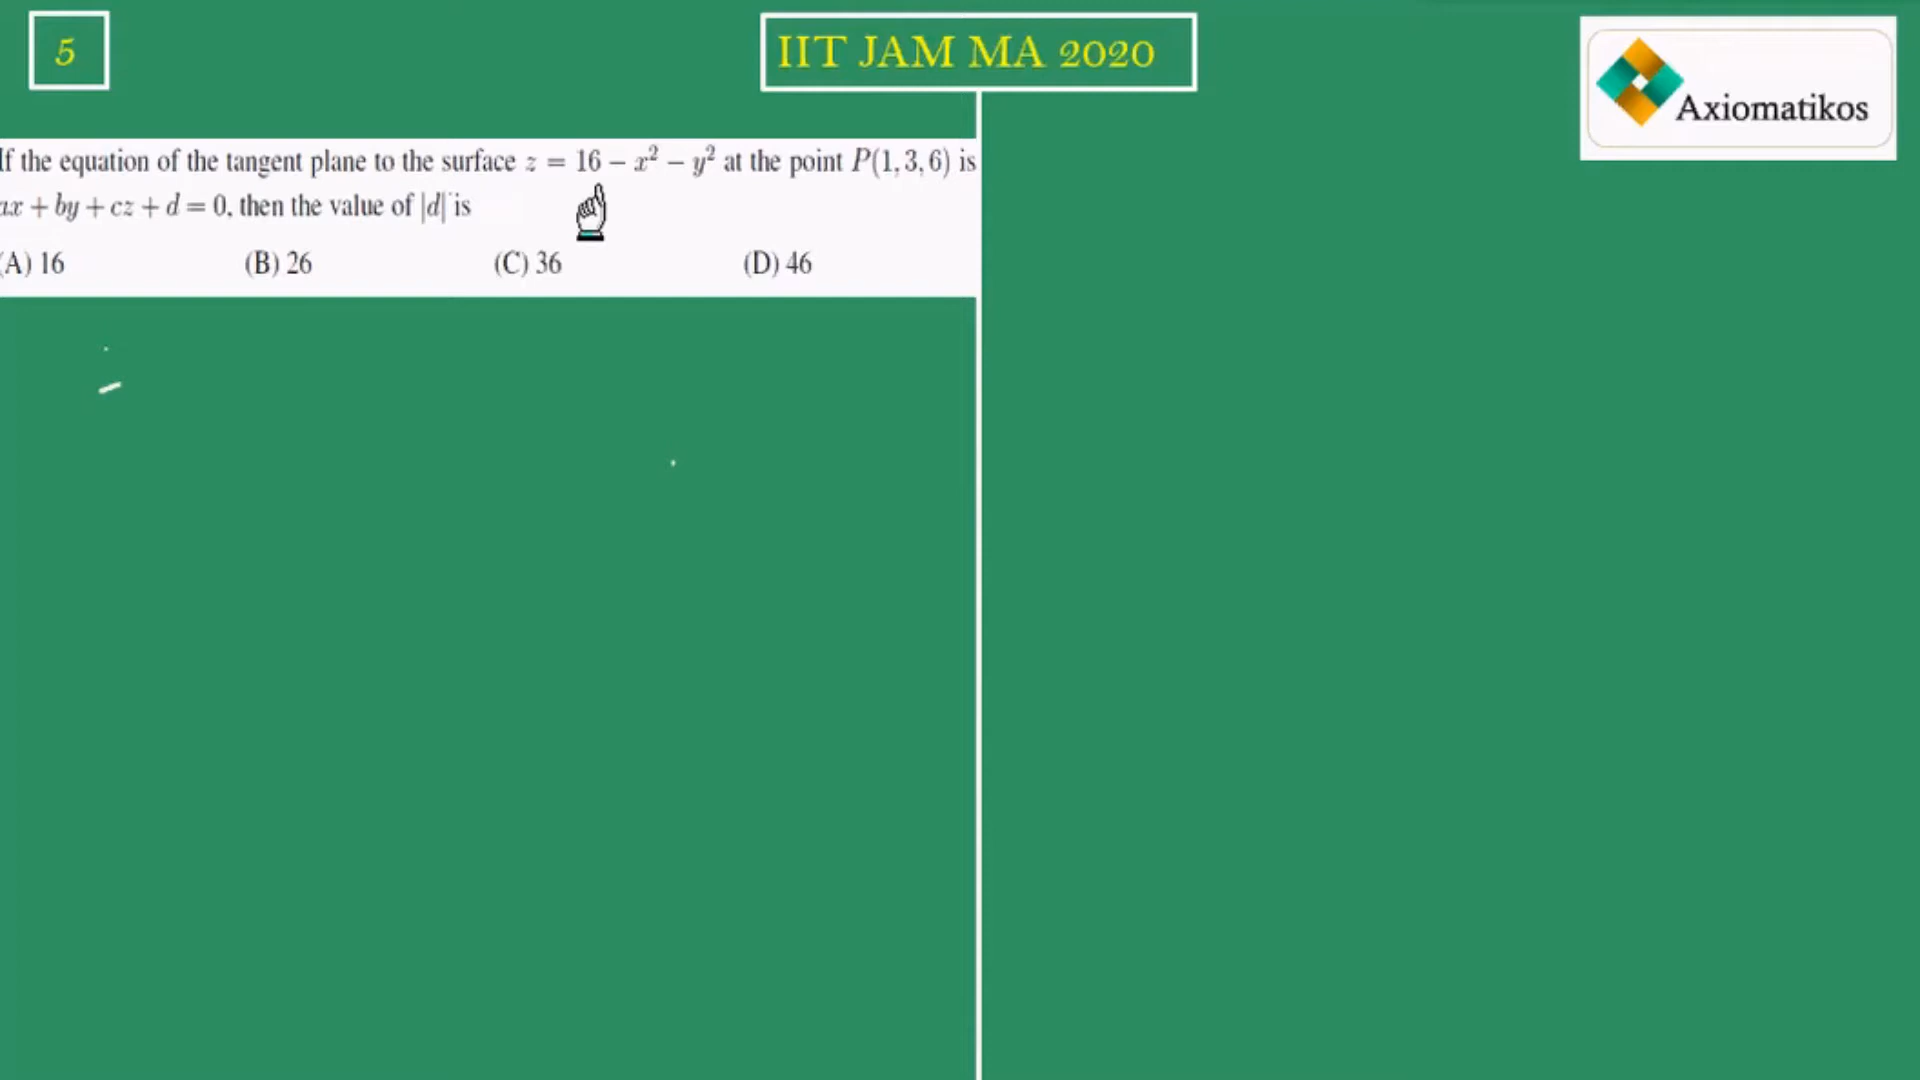 5
IIT JAM MA 2020
Axiomatikos
If the equation of the tangent plane to the surface z = 16 − x² − y² at the point P(1, 3, 6) is
ax + by + cz + d = 0, then the value of |d| is
(A) 16 (B) 26 (C) 36 (D) 46